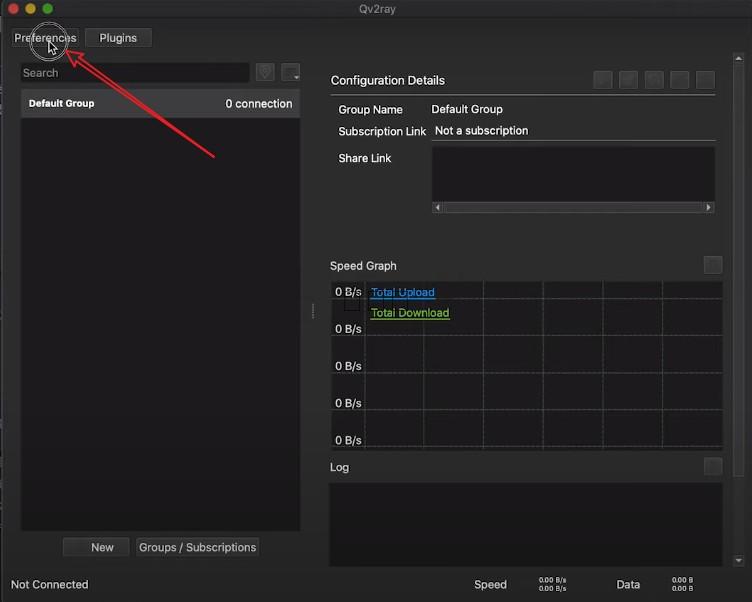 Qv2ray
Preferences
Plugins
Search
Default Group
0 connection
Configuration Details
Group Name
Default Group
Subscription Link
Not a subscription
Share Link
Speed Graph
0 B/s
Total Upload
Total Download
0 B/s
0 B/s
0 B/s
0 B/s
Log
New
Groups / Subscriptions
Not Connected
Speed
0.00 B/s
0.00 B/s
Data
0.00 B
0.00 B